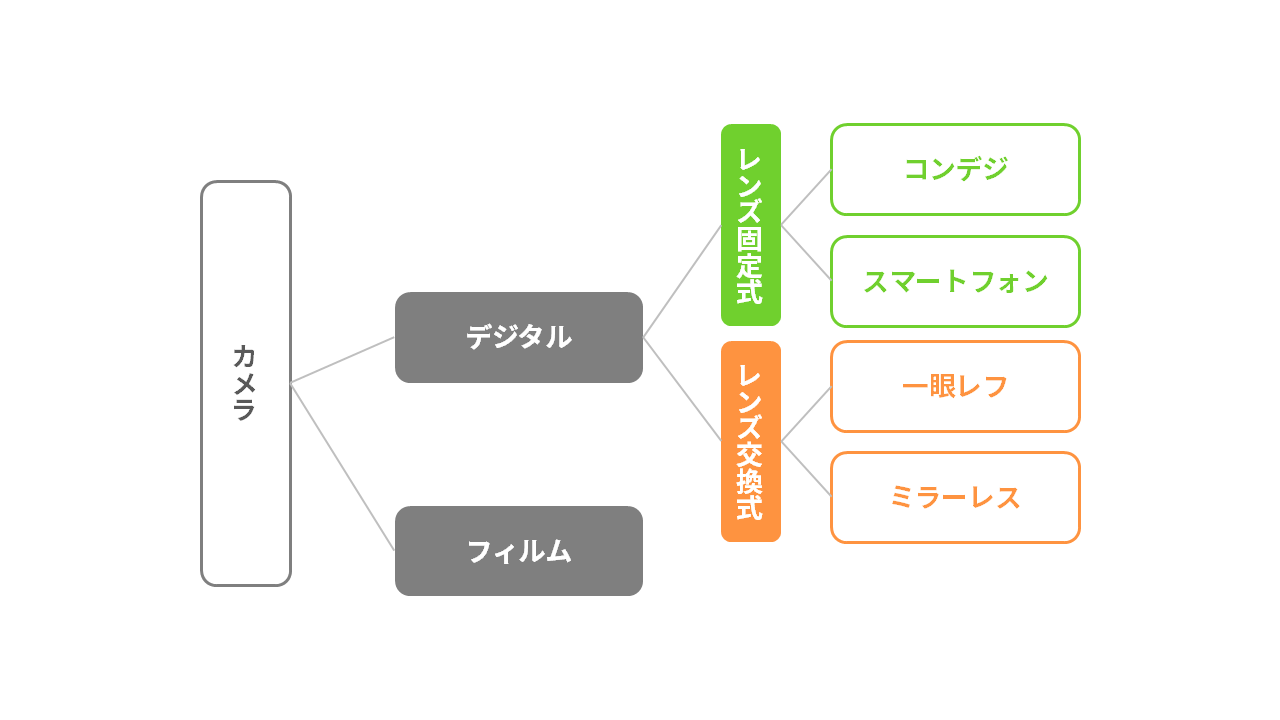 カメラ
デジタル
フィルム
レンズ固定式
コンデジ
スマートフォン
レンズ交換式
一眼レフ
ミラーレス